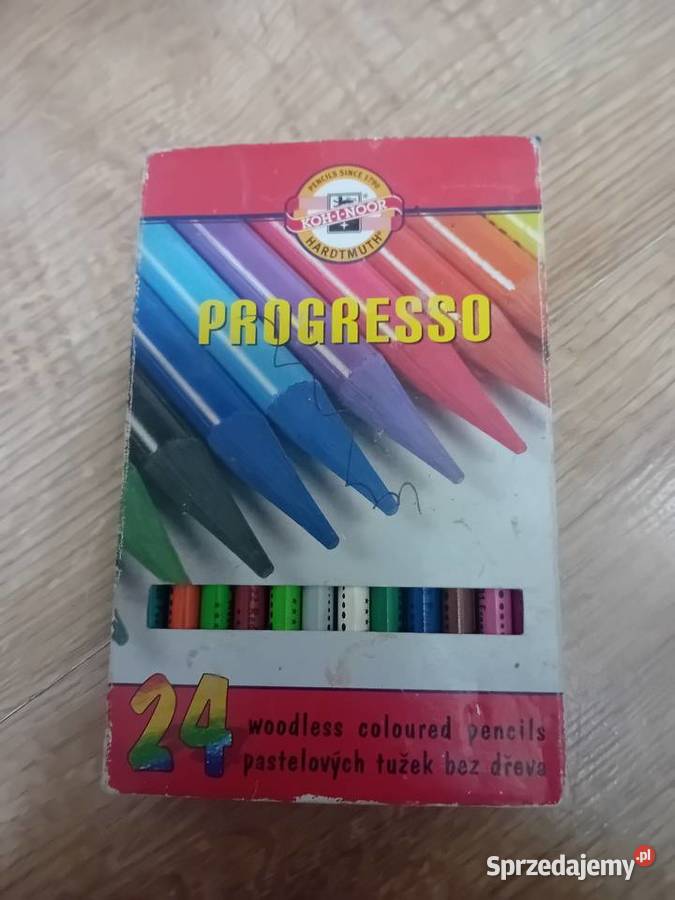 PENCILS SINCE 1790
KOH-I-NOOR
HARDTMUTH
PROGRESSO
24
woodless coloured pencils
pastelových tužek bez dřeva
Sprzedajemy.pl